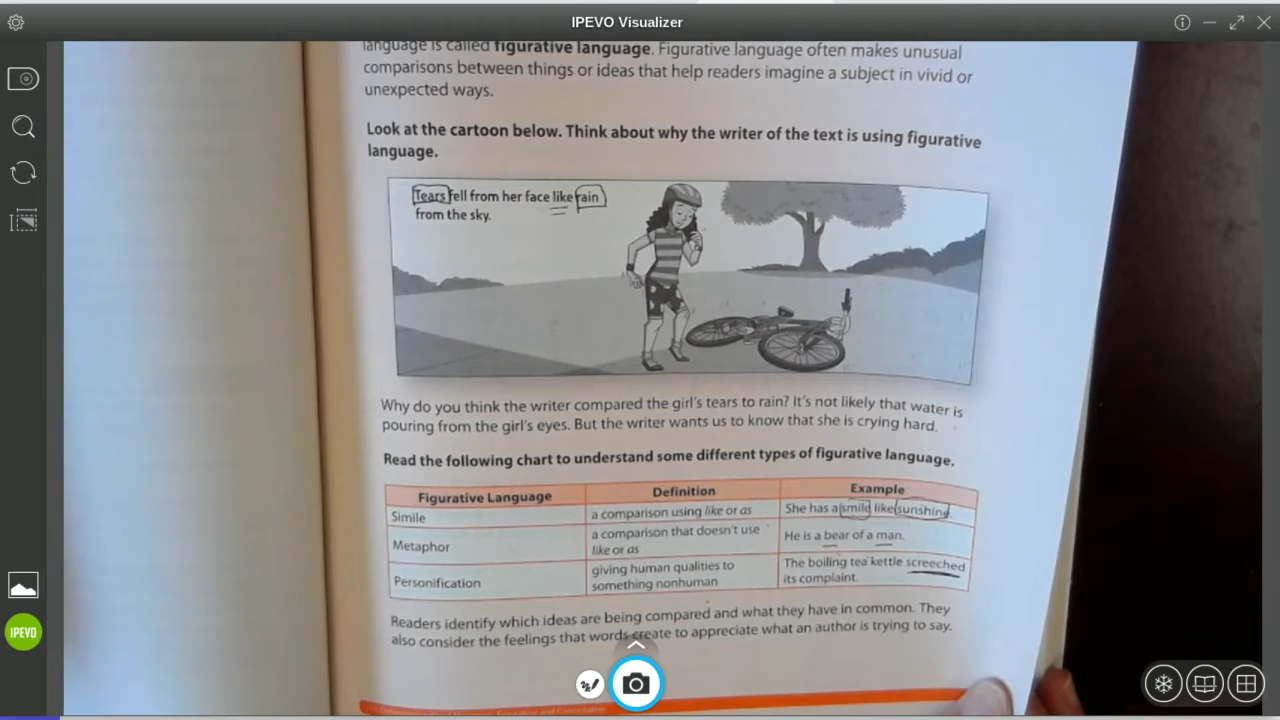 IPEVO Visualizer
language is called figurative language. Figurative language often makes unusual
comparisons between things or ideas that help readers imagine a subject in vivid or
unexpected ways.
Look at the cartoon below. Think about why the writer of the text is using figurative
language.
Tears fell from her face like rain
from the sky.
Why do you think the writer compared the girl's tears to rain? It's not likely that water is
pouring from the girl's eyes. But the writer wants us to know that she is crying hard.
Read the following chart to understand some different types of figurative language.
Figurative Language Definition Example
Simile a comparison using like or as She has a smile like sunshine.
Metaphor a comparison that doesn't use
like or as He is a bear of a man.
Personification giving human qualities to
something nonhuman The boiling tea kettle screeched
its complaint.
Readers identify which ideas are being compared and what they have in common. They
also consider the feelings that words create to appreciate what an author is trying to say.
IPEVO